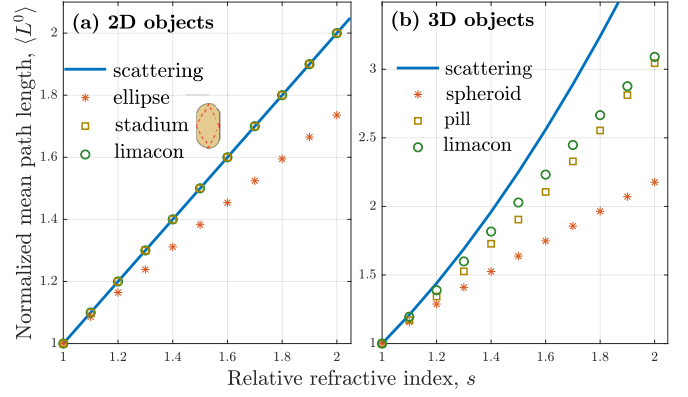 (a) 2D objects
scattering
ellipse
stadium
limacon
2
1.8
1.6
1.4
1.2
1
1
1.2
1.4
1.6
1.8
2
Normalized mean path length, ⟨L⁰⟩
(b) 3D objects
scattering
spheroid
pill
limacon
3
2.5
2
1.5
1
1
1.2
1.4
1.6
1.8
2
Relative refractive index, s